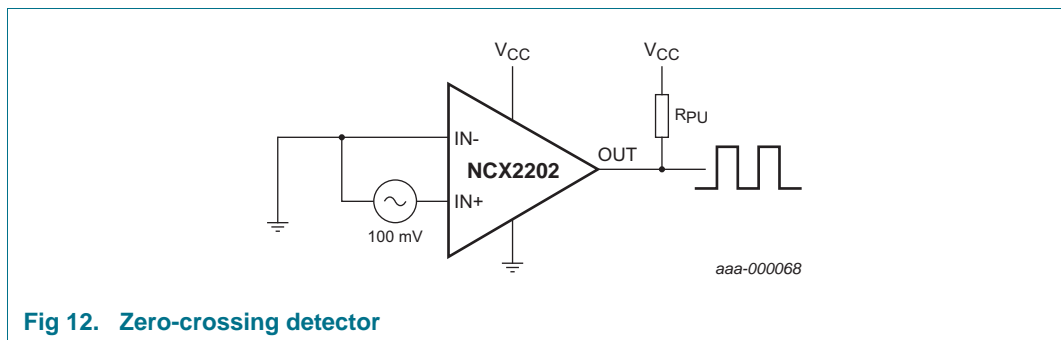 VCC
VCC
RPU
IN-
OUT
NCX2202
IN+
100 mV
aaa-000068
Fig 12. Zero-crossing detector